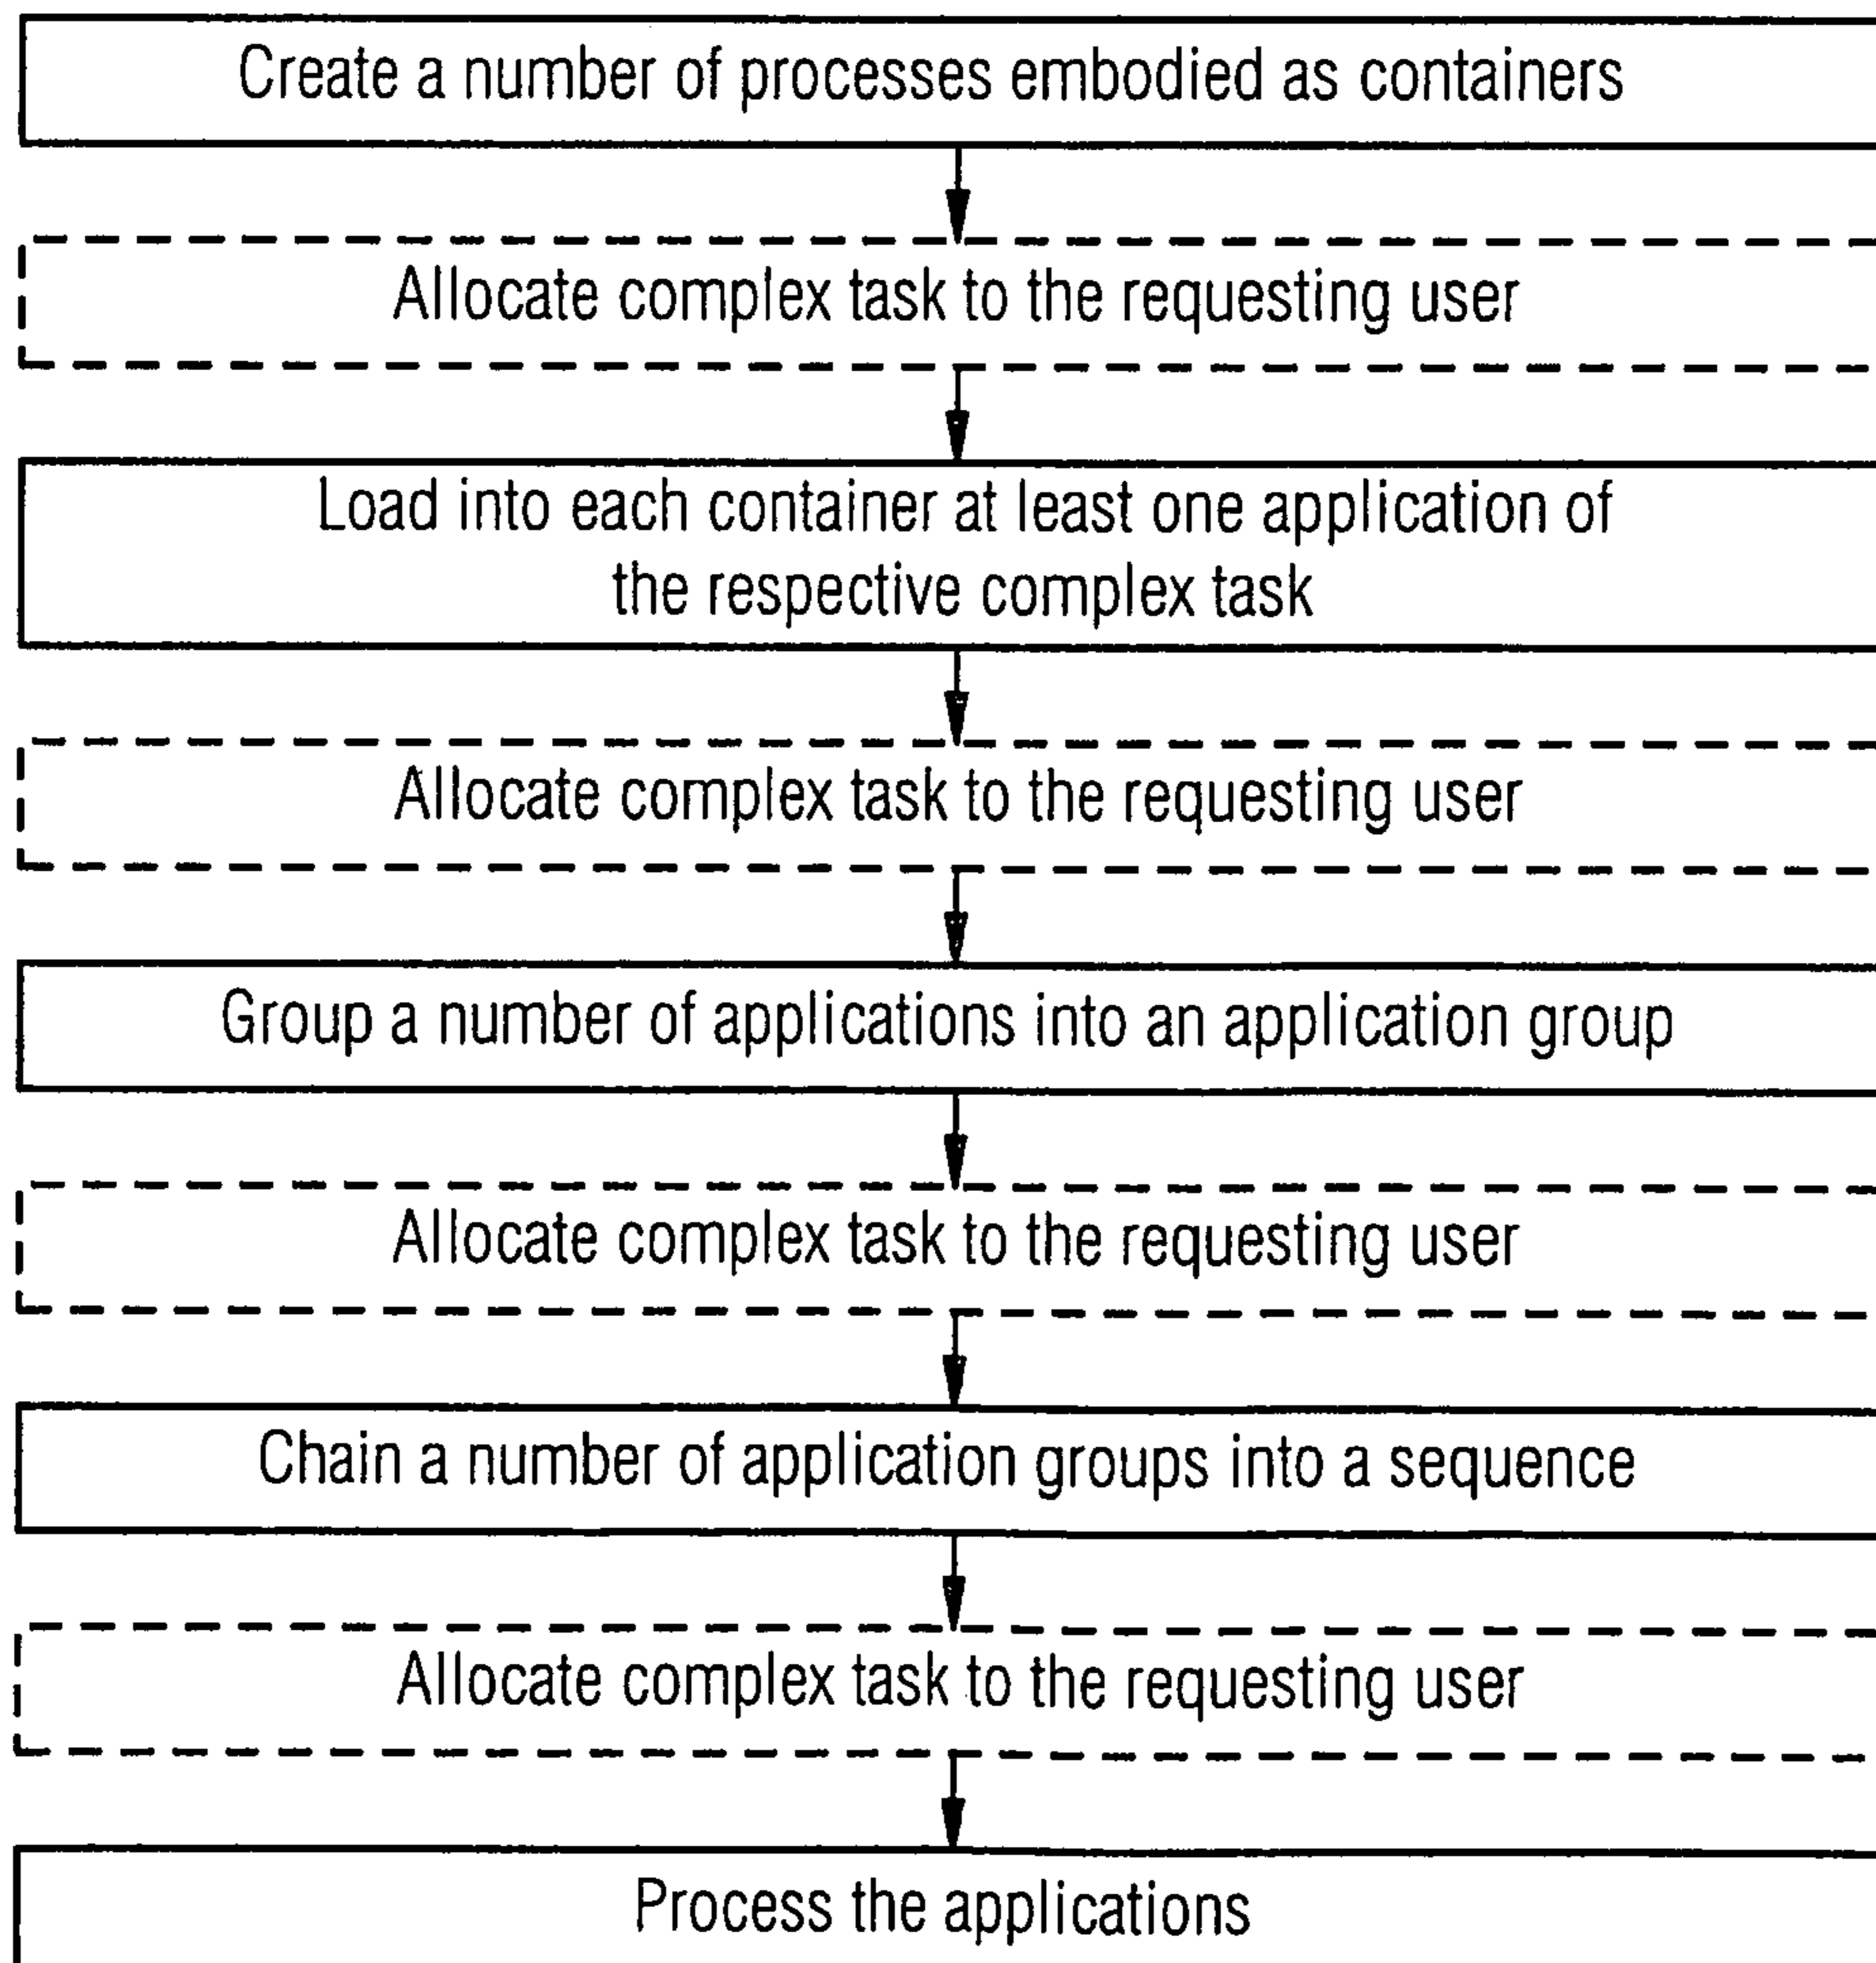 Create a number of processes embodied as containers
Allocate complex task to the requesting user
Load into each container at least one application of
the respective complex task
Allocate complex task to the requesting user
Group a number of applications into an application group
Allocate complex task to the requesting user
Chain a number of application groups into a sequence
Allocate complex task to the requesting user
Process the applications